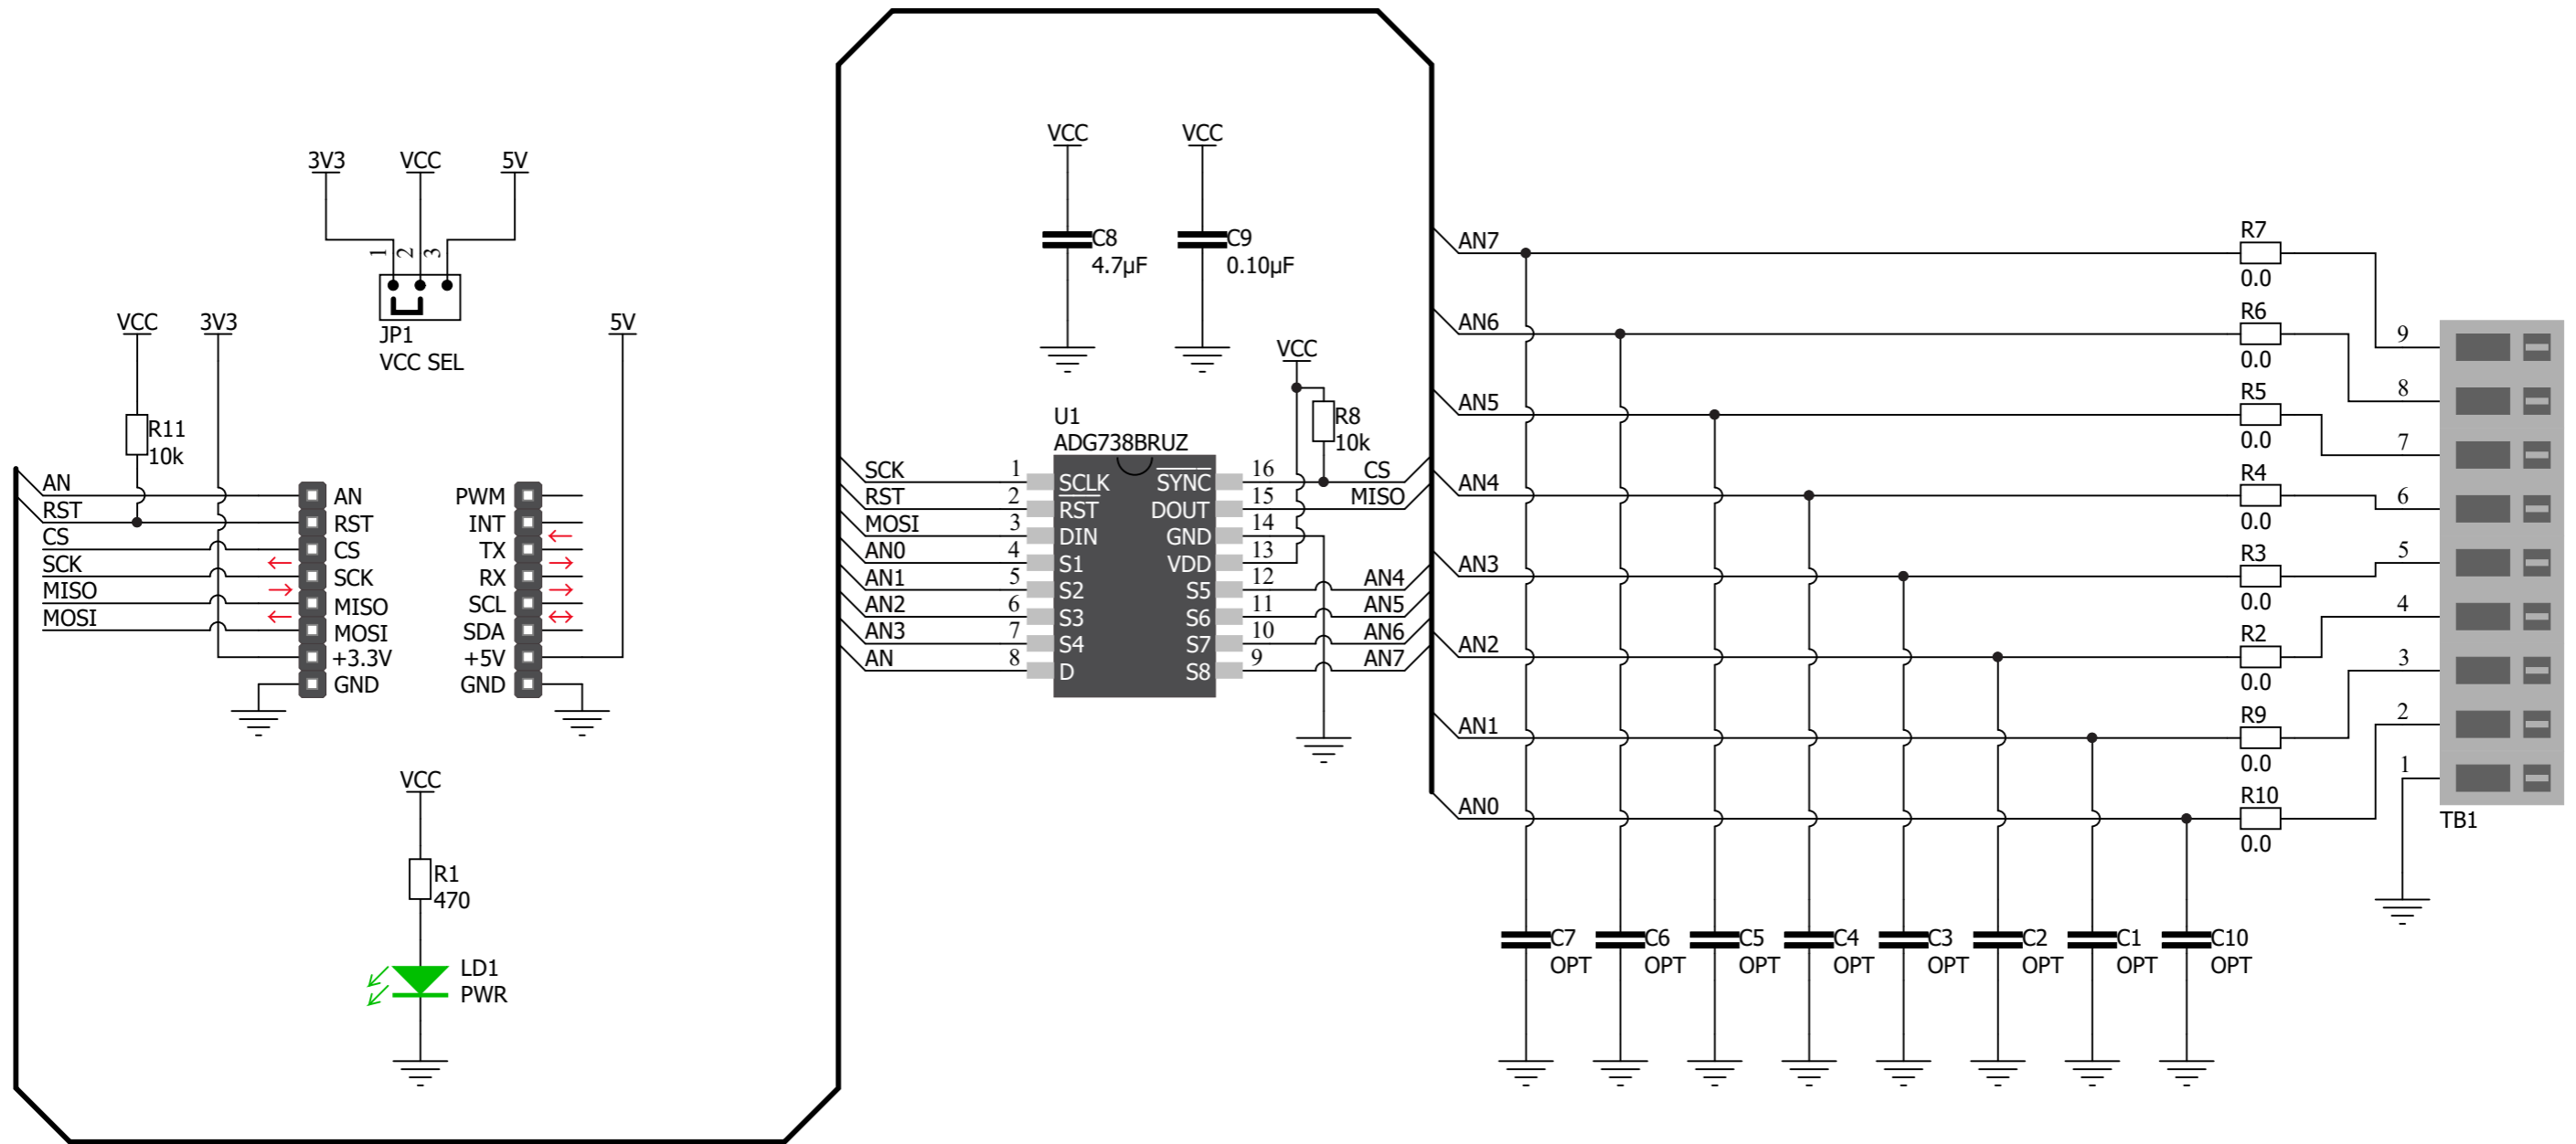 3V3
VCC
5V
1
2
3
JP1
VCC SEL
VCC
3V3
5V
R11
10k
AN
RST
CS
SCK
MISO
MOSI
AN
RST
CS
SCK
MISO
MOSI
+3.3V
GND
PWM
INT
TX
RX
SCL
SDA
+5V
GND
VCC
R1
470
LD1
PWR
VCC
C8
4.7µF
VCC
C9
0.10µF
VCC
R8
10k
U1
ADG738BRUZ
SCK 1 SCLK
RST 2 RST
MOSI 3 DIN
AN0 4 S1
AN1 5 S2
AN2 6 S3
AN3 7 S4
AN 8 D
SYNC 16 CS
DOUT 15 MISO
GND 14
VDD 13
S5 12 AN4
S6 11 AN5
S7 10 AN6
S8 9 AN7
AN7
R7
0.0
AN6
R6
0.0
AN5
R5
0.0
AN4
R4
0.0
AN3
R3
0.0
AN2
R2
0.0
AN1
R9
0.0
AN0
R10
0.0
9
8
7
6
5
4
3
2
1
TB1
C7
OPT
C6
OPT
C5
OPT
C4
OPT
C3
OPT
C2
OPT
C1
OPT
C10
OPT